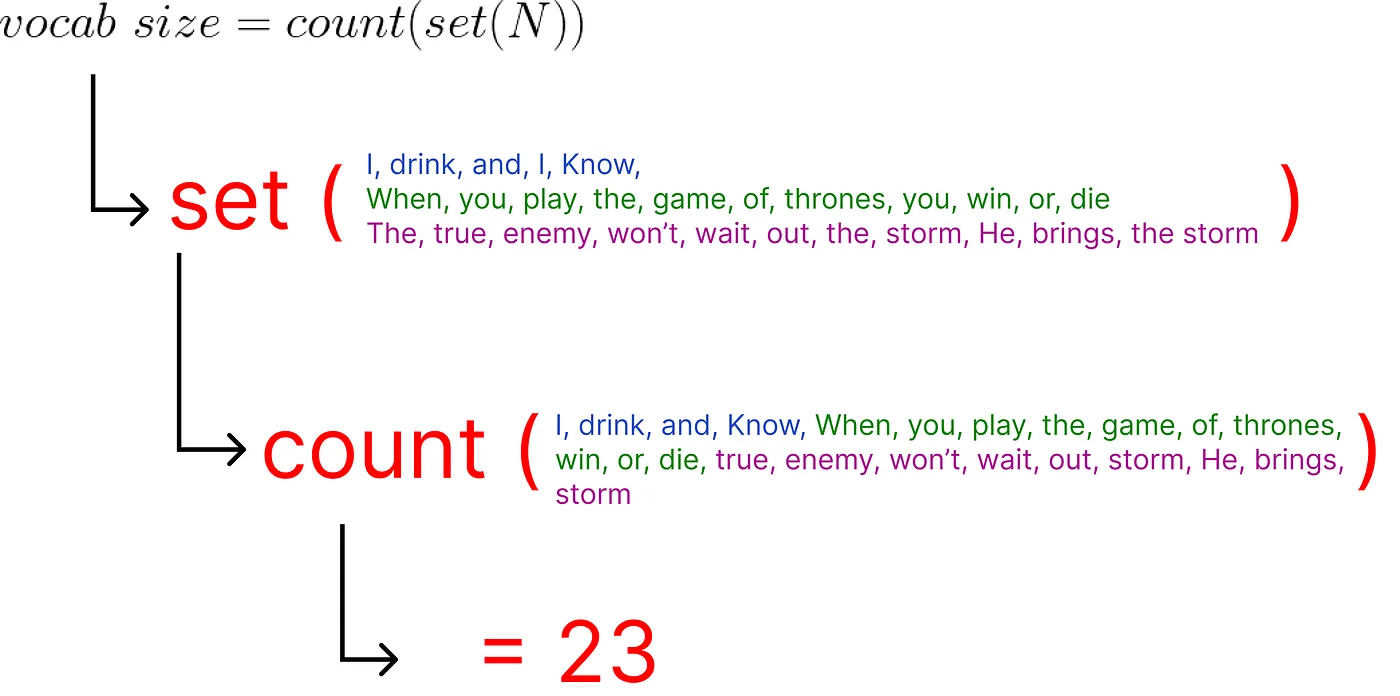 vocab size = count(set(N))
set (
I, drink, and, I, Know,
When, you, play, the, game, of, thrones, you, win, or, die
The, true, enemy, won’t, wait, out, the, storm, He, brings, the storm
)
count (
I, drink, and, Know, When, you, play, the, game, of, thrones,
win, or, die, true, enemy, won’t, wait, out, storm, He, brings,
storm
)
= 23